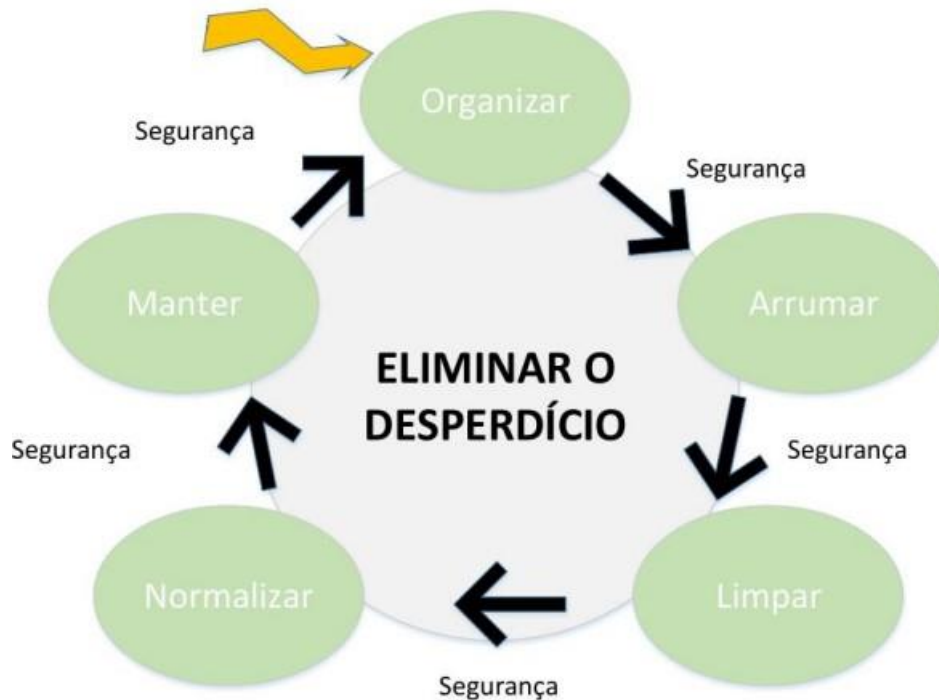 Organizar
Segurança
Segurança
Manter
Arrumar
ELIMINAR O
DESPERDÍCIO
Segurança
Segurança
Normalizar
Limpar
Segurança